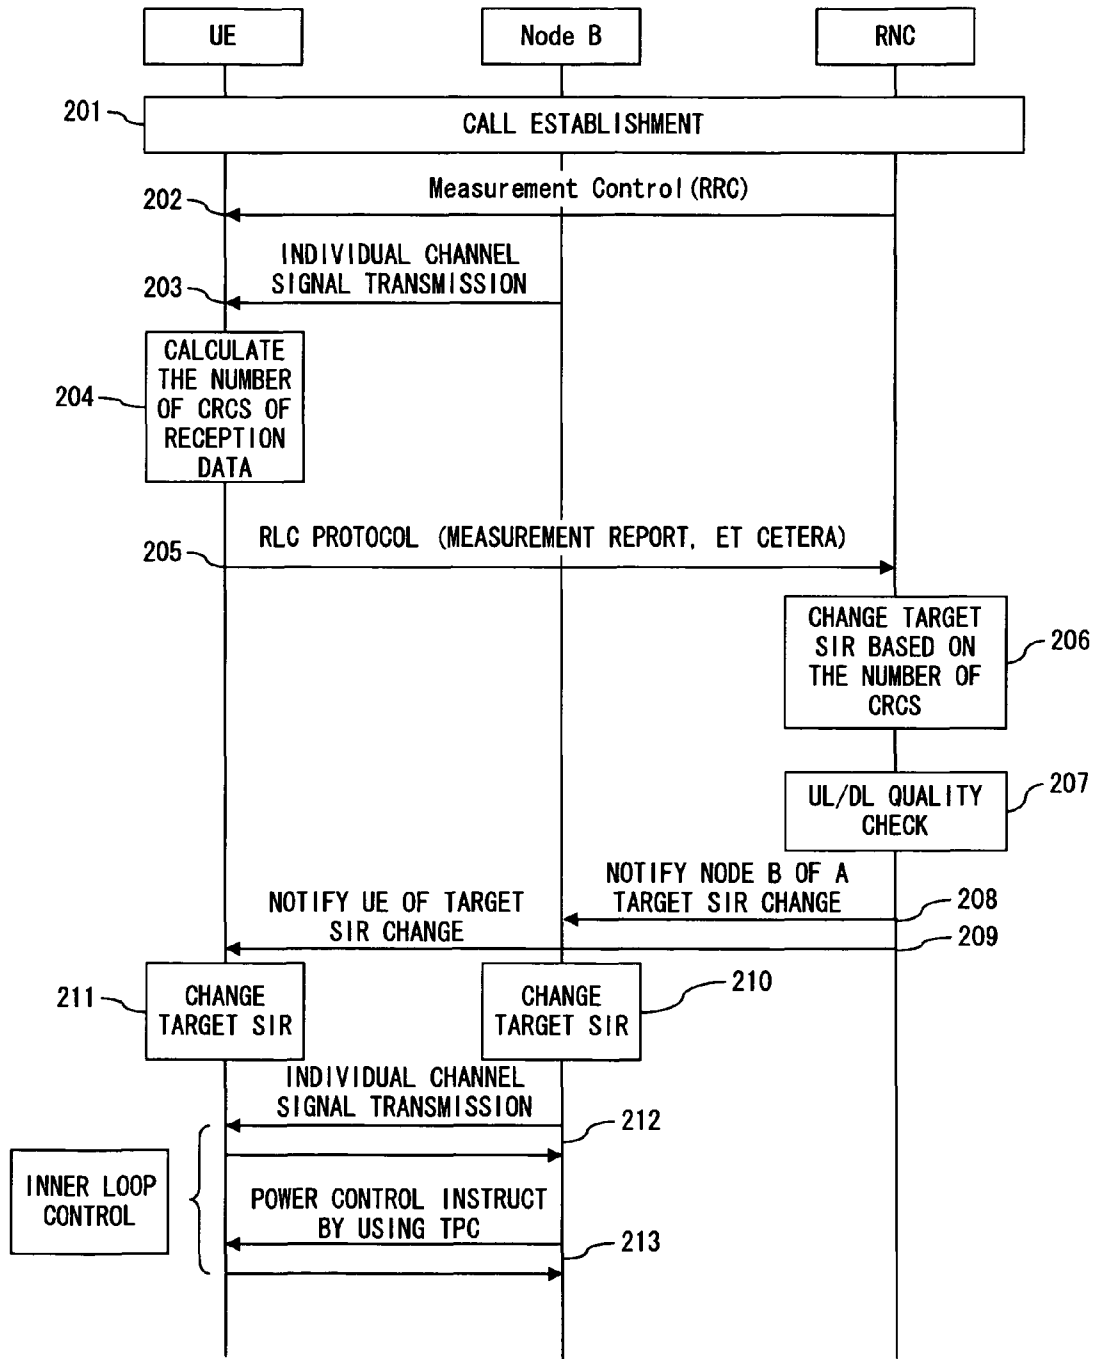 UE
Node B
RNC
201
CALL ESTABLISHMENT
Measurement Control(RRC)
202
INDIVIDUAL CHANNEL
SIGNAL TRANSMISSION
203
CALCULATE
THE NUMBER
OF CRCS OF
RECEPTION
DATA
204
RLC PROTOCOL (MEASUREMENT REPORT, ET CETERA)
205
CHANGE TARGET
SIR BASED ON
THE NUMBER OF
CRCS
206
UL/DL QUALITY
CHECK
207
NOTIFY NODE B OF A
TARGET SIR CHANGE
208
NOTIFY UE OF TARGET
SIR CHANGE
209
211
CHANGE
TARGET SIR
CHANGE
TARGET SIR
210
INDIVIDUAL CHANNEL
SIGNAL TRANSMISSION
212
INNER LOOP
CONTROL
POWER CONTROL INSTRUCT
BY USING TPC
213